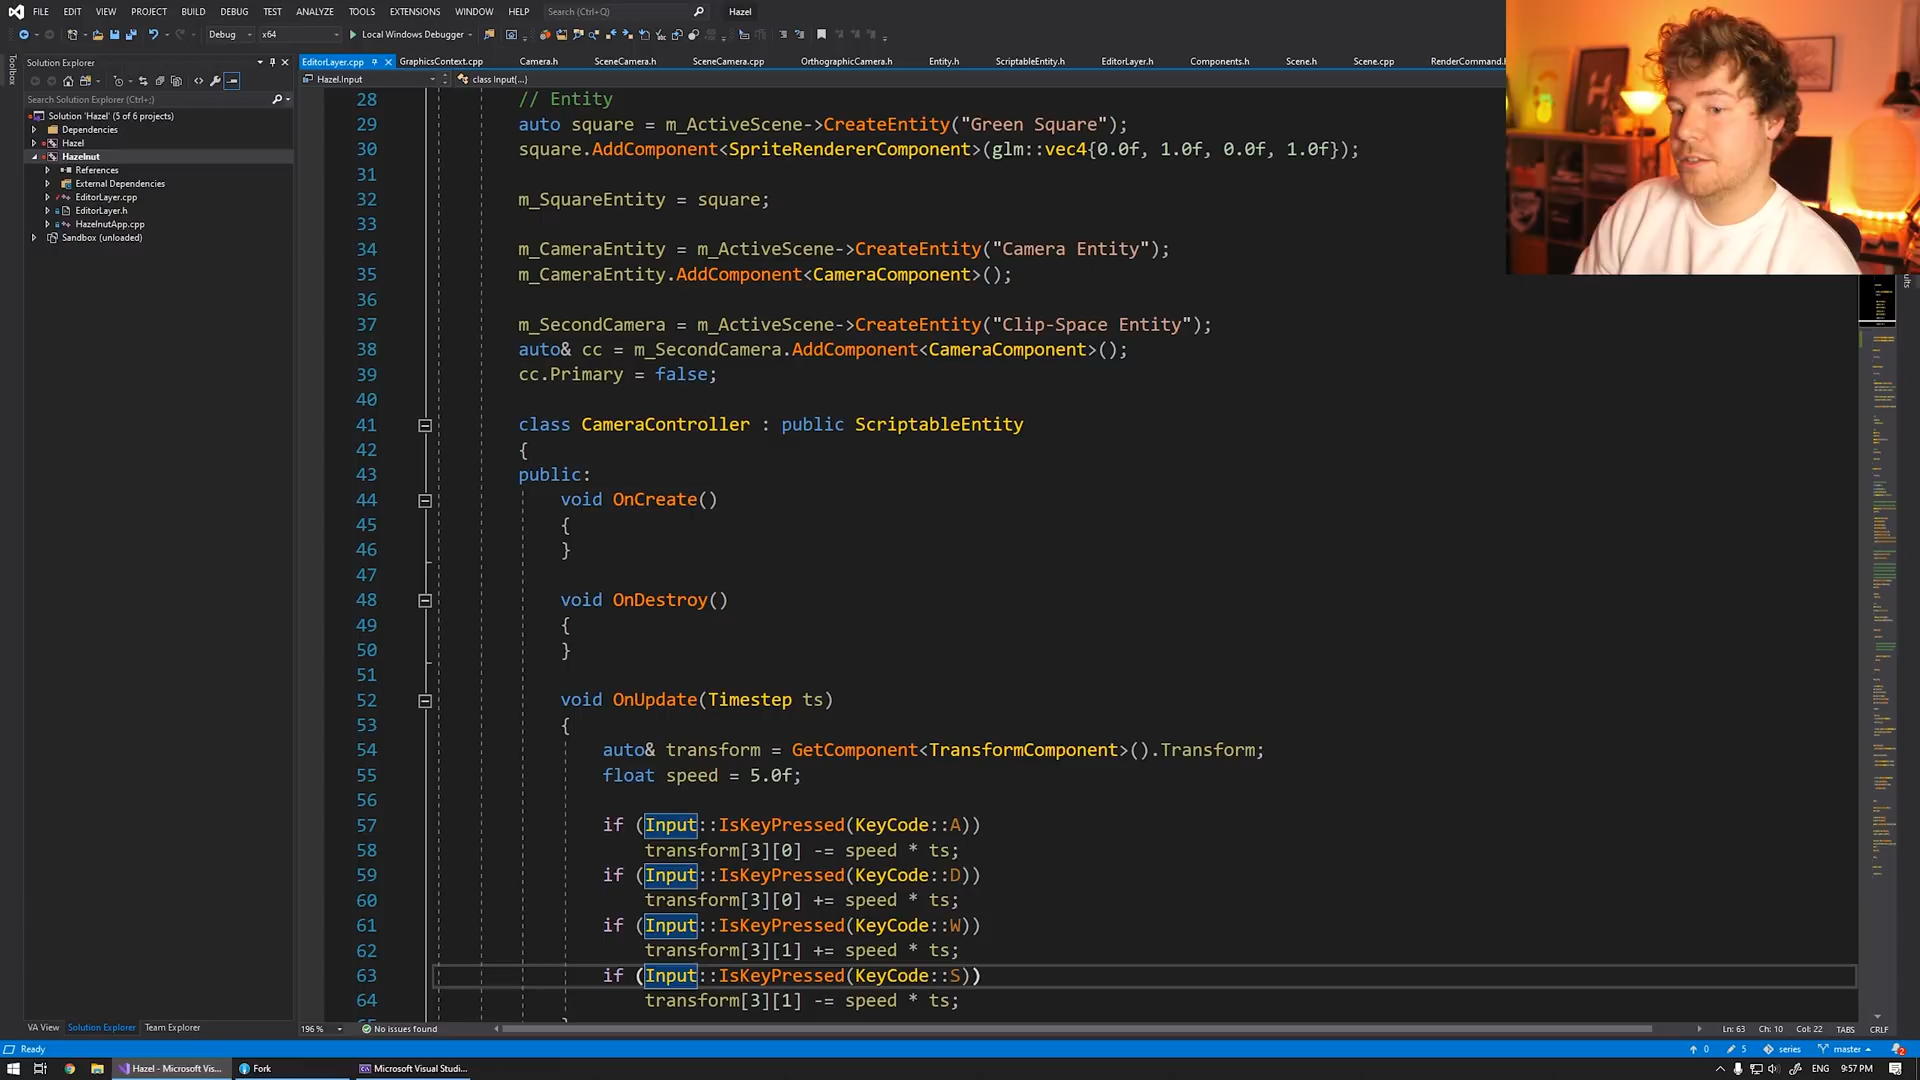 FILE EDIT VIEW PROJECT BUILD DEBUG TEST ANALYZE TOOLS EXTENSIONS WINDOW HELP Search (Ctrl+Q) Hazel
Debug x64 Local Windows Debugger
Solution Explorer
Search Solution Explorer (Ctrl+;)
Solution 'Hazel' (5 of 6 projects)
Dependencies
Hazel
Hazelnut
References
External Dependencies
EditorLayer.cpp
EditorLayer.h
HazelnutApp.cpp
Sandbox (unloaded)
Toolbox
VA View Solution Explorer Team Explorer
EditorLayer.cpp GraphicsContext.cpp Camera.h SceneCamera.h SceneCamera.cpp OrthographicCamera.h Entity.h ScriptableEntity.h EditorLayer.h Components.h Scene.h Scene.cpp RenderCommand.h
Hazel.Input class Input{...}
28 // Entity
29 auto square = m_ActiveScene->CreateEntity("Green Square");
30 square.AddComponent<SpriteRendererComponent>(glm::vec4{0.0f, 1.0f, 0.0f, 1.0f});
31
32 m_SquareEntity = square;
33
34 m_CameraEntity = m_ActiveScene->CreateEntity("Camera Entity");
35 m_CameraEntity.AddComponent<CameraComponent>();
36
37 m_SecondCamera = m_ActiveScene->CreateEntity("Clip-Space Entity");
38 auto& cc = m_SecondCamera.AddComponent<CameraComponent>();
39 cc.Primary = false;
40
41 class CameraController : public ScriptableEntity
42 {
43 public:
44 void OnCreate()
45 {
46 }
47
48 void OnDestroy()
49 {
50 }
51
52 void OnUpdate(Timestep ts)
53 {
54 auto& transform = GetComponent<TransformComponent>().Transform;
55 float speed = 5.0f;
56
57 if (Input::IsKeyPressed(KeyCode::A))
58 transform[3][0] -= speed * ts;
59 if (Input::IsKeyPressed(KeyCode::D))
60 transform[3][0] += speed * ts;
61 if (Input::IsKeyPressed(KeyCode::W))
62 transform[3][1] += speed * ts;
63 if (Input::IsKeyPressed(KeyCode::S))
64 transform[3][1] -= speed * ts;
196 % No issues found Ln: 63 Ch: 10 Col: 22 TABS CRLF
Ready 0 5 series master 2
Hazel - Microsoft Vis... Fork Microsoft Visual Studi... ENG 9:57 PM